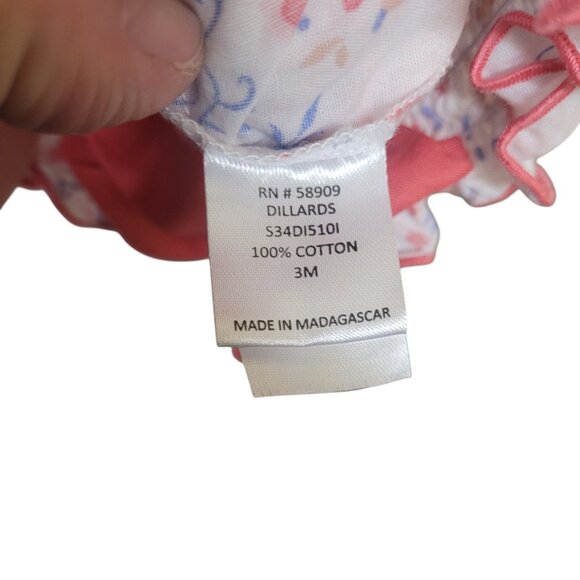 RN # 58909
DILLARDS
S34DI510I
100% COTTON
3M
MADE IN MADAGASCAR